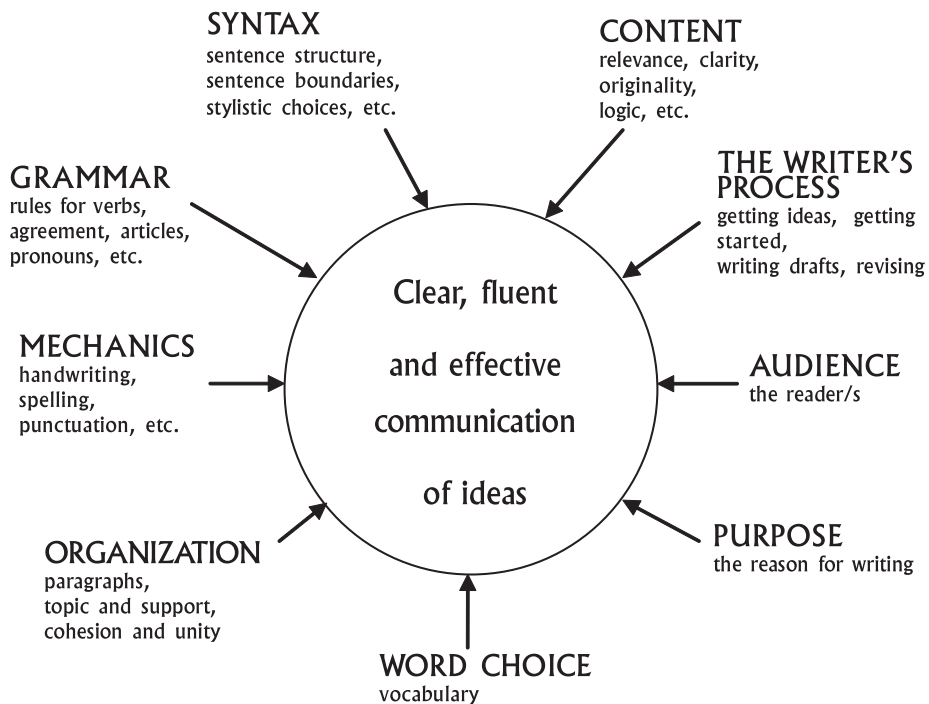 SYNTAX
sentence structure,
sentence boundaries,
stylistic choices, etc.
CONTENT
relevance, clarity,
originality,
logic, etc.
THE WRITER'S
PROCESS
getting ideas, getting
started,
writing drafts, revising
AUDIENCE
the reader/s
PURPOSE
the reason for writing
WORD CHOICE
vocabulary
ORGANIZATION
paragraphs,
topic and support,
cohesion and unity
MECHANICS
handwriting,
spelling,
punctuation, etc.
GRAMMAR
rules for verbs,
agreement, articles,
pronouns, etc.
Clear, fluent
and effective
communication
of ideas